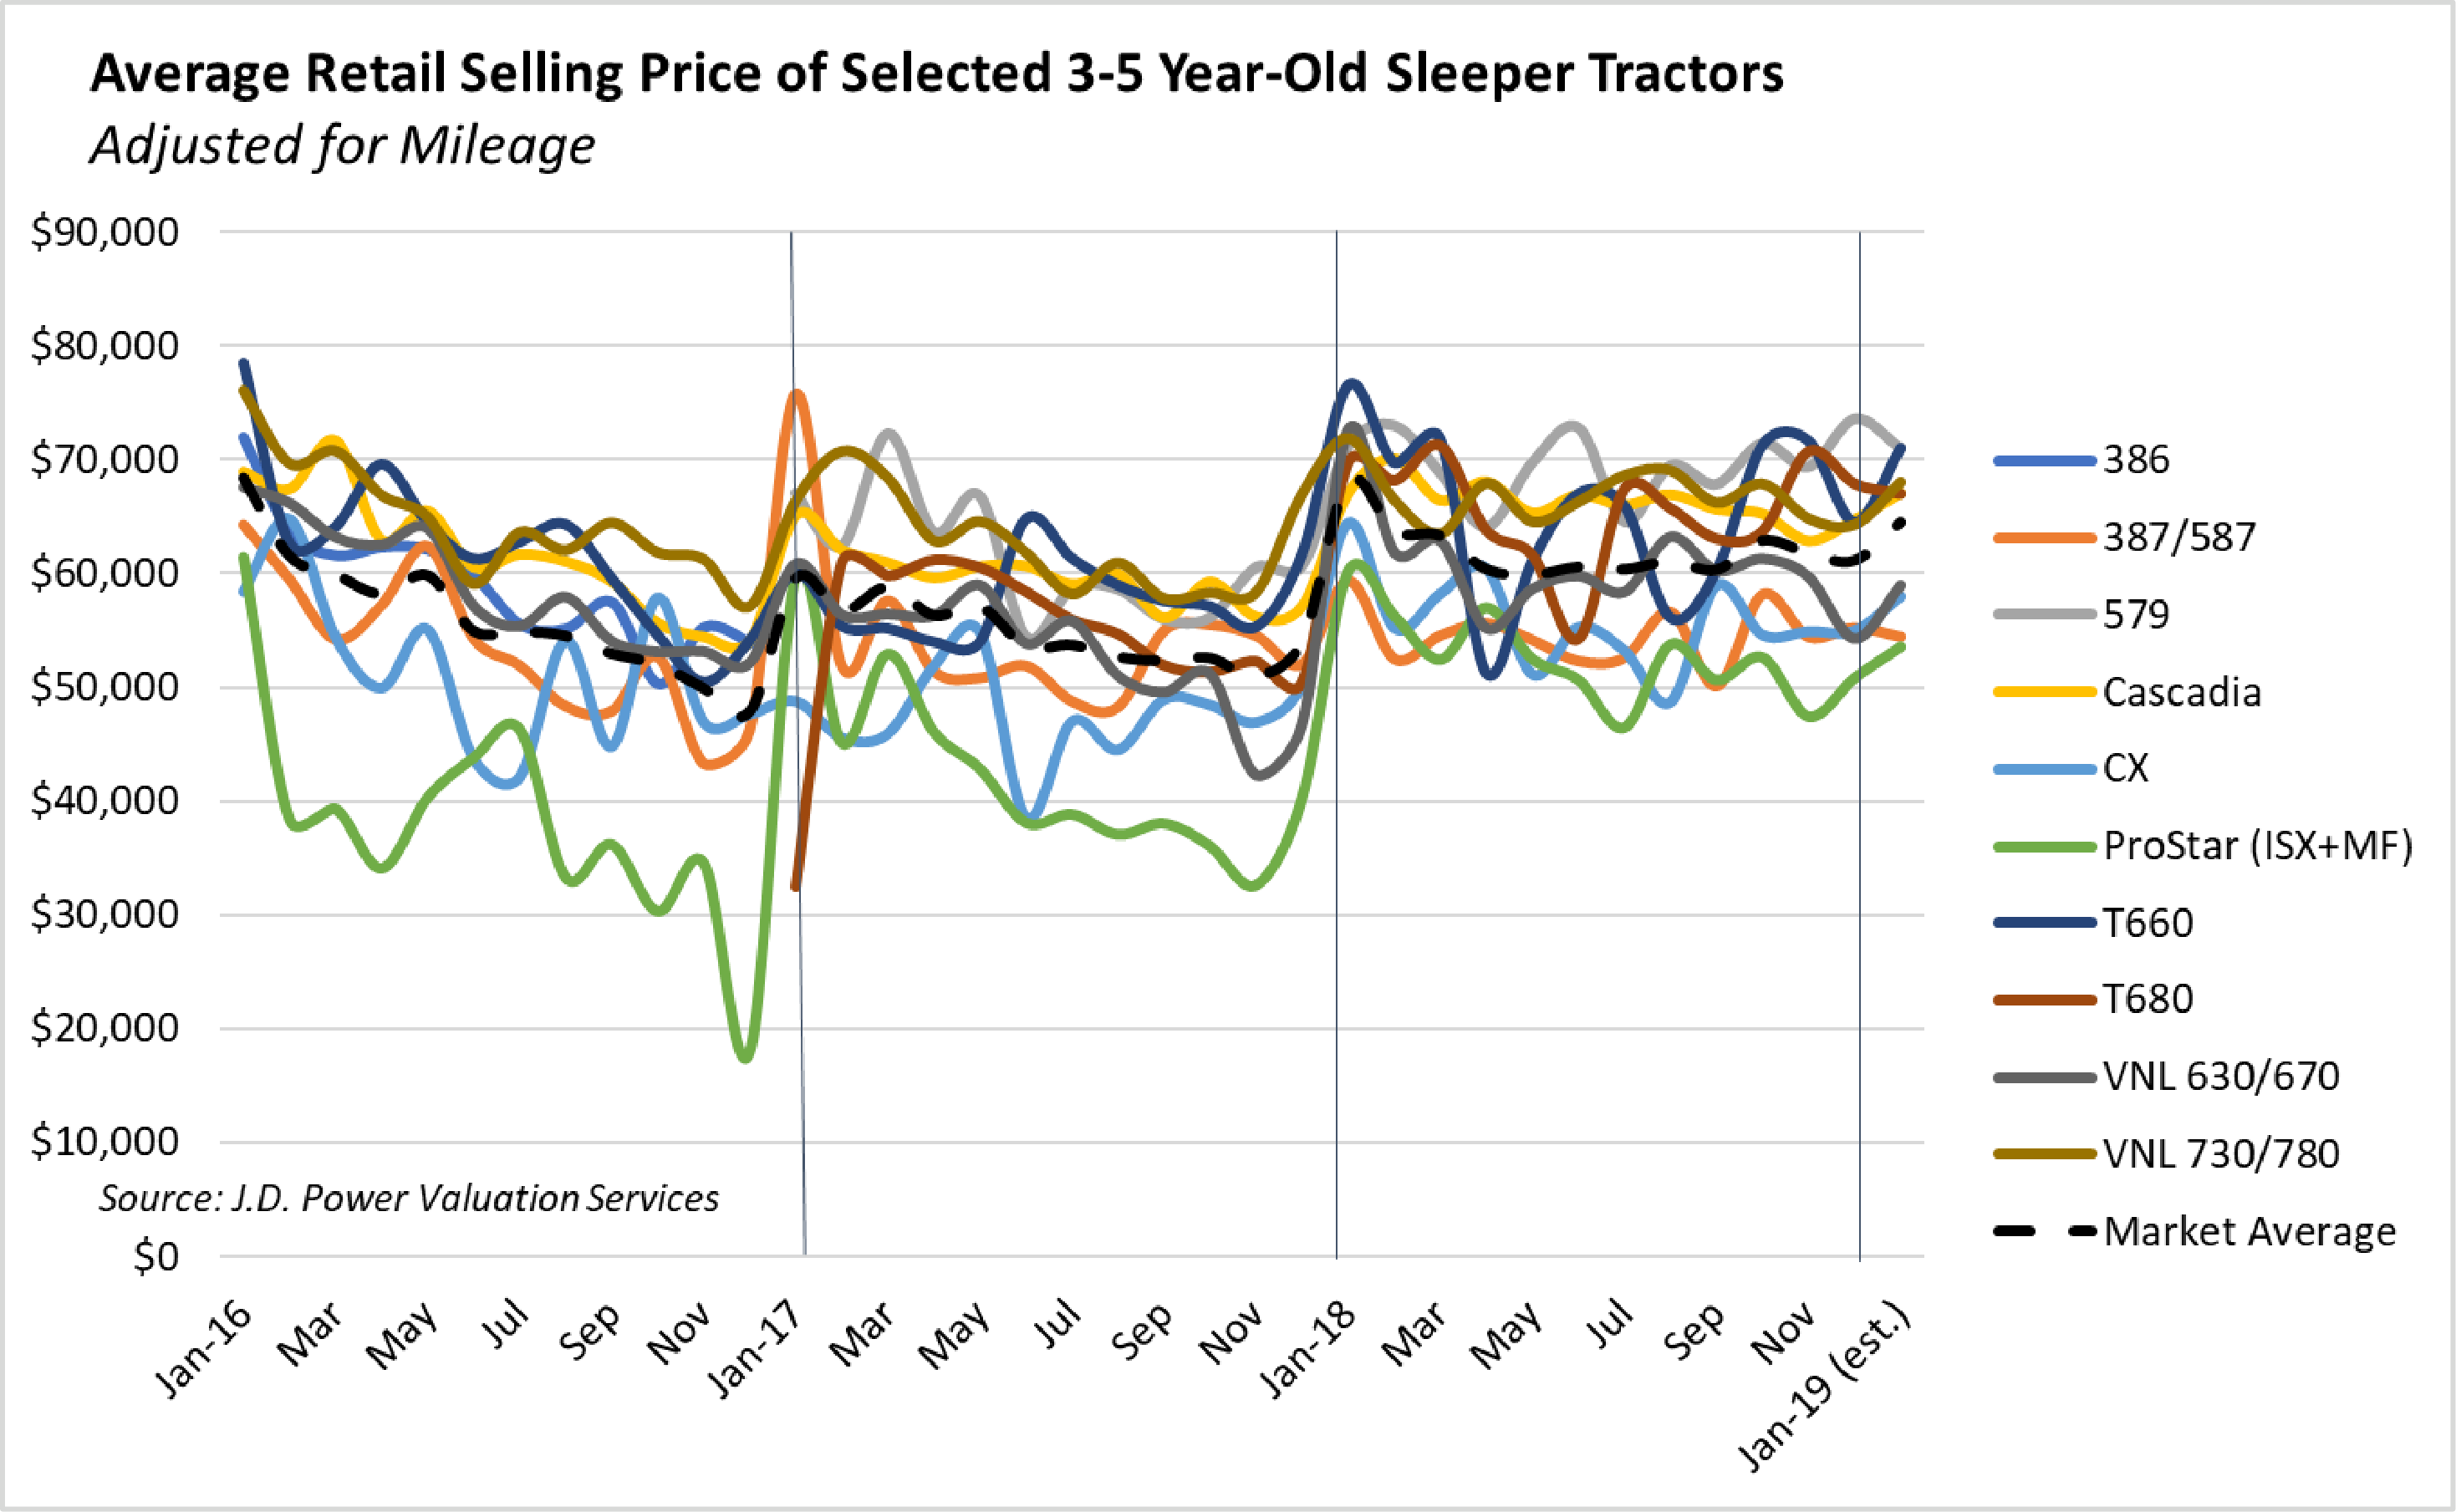 Average Retail Selling Price of Selected 3-5 Year-Old Sleeper Tractors
Adjusted for Mileage
$90,000
$80,000
$70,000
$60,000
$50,000
$40,000
$30,000
$20,000
$10,000
$0
386
387/587
579
Cascadia
CX
ProStar (ISX+MF)
T660
T680
VNL 630/670
VNL 730/780
Market Average
Source: J.D. Power Valuation Services
Jan-16
Mar
May
Jul
Sep
Nov
Jan-17
Mar
May
Jul
Sep
Nov
Jan-18
Mar
May
Jul
Sep
Nov
Jan-19 (est.)